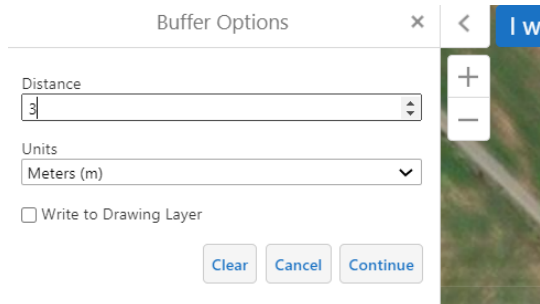 Buffer Options
I w
Distance
3
Units
Meters (m)
Write to Drawing Layer
Clear Cancel Continue